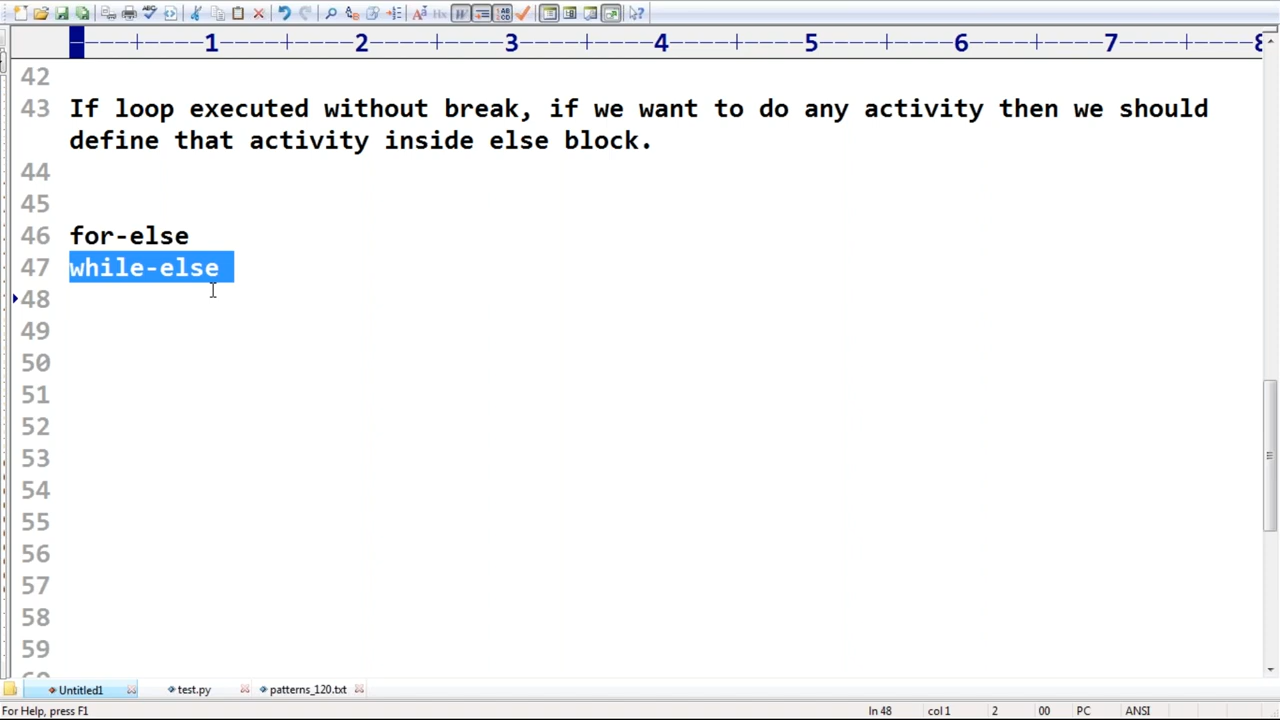 1 2 3 4 5 6 7 8
42
43 If loop executed without break, if we want to do any activity then we should
define that activity inside else block.
44
45
46 for-else
47 while-else
48
49
50
51
52
53
54
55
56
57
58
59
Untitled1 test.py patterns_120.txt
For Help, press F1 ln 48 col 1 2 00 PC ANSI